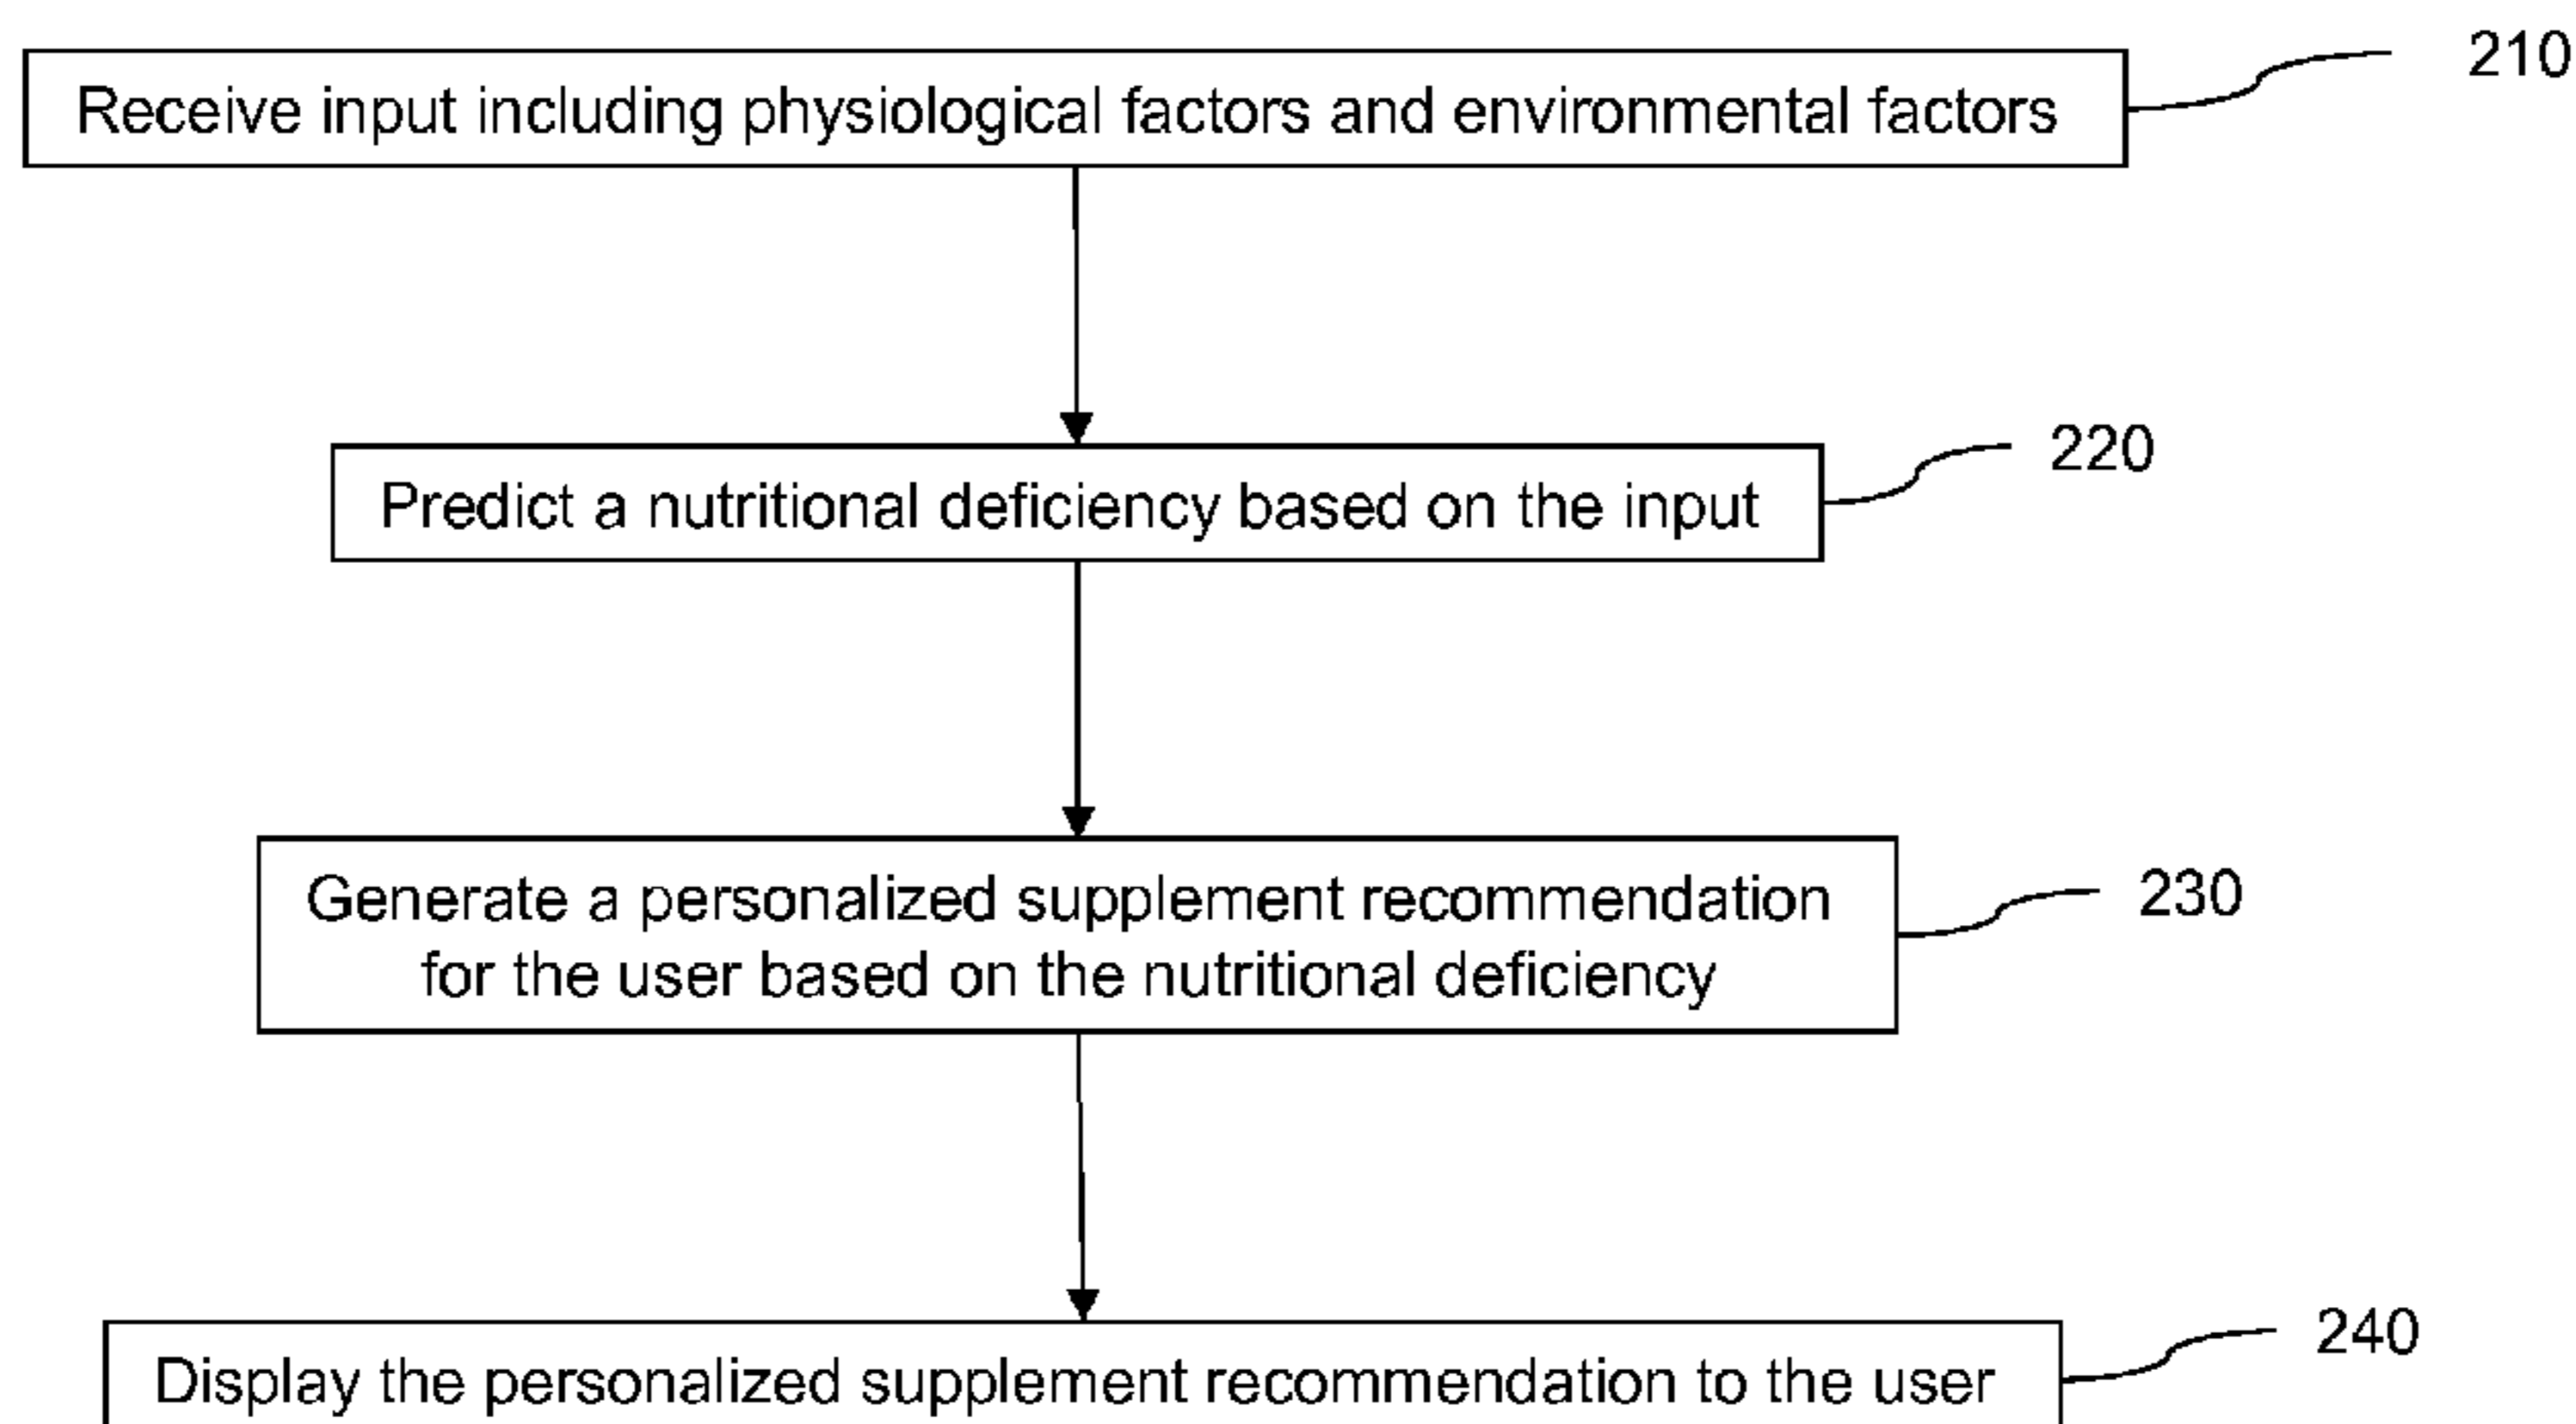 210
Receive input including physiological factors and environmental factors
220
Predict a nutritional deficiency based on the input
Generate a personalized supplement recommendation
230
for the user based on the nutritional deficiency
240
Display the personalized supplement recommendation to the user